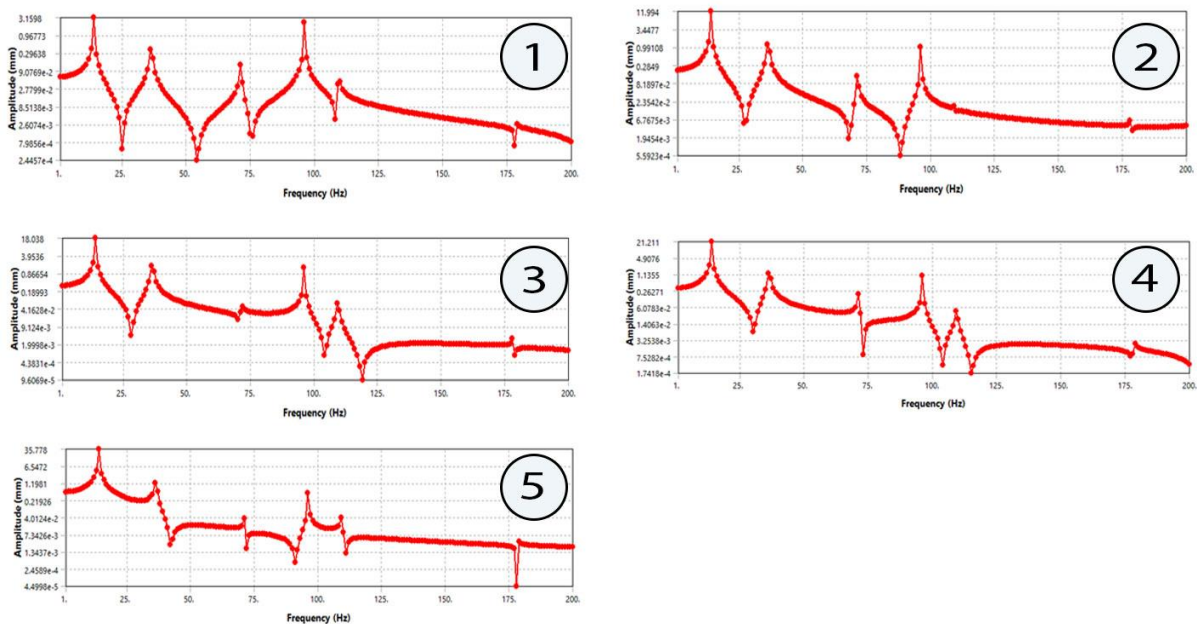 3.1598
0.96773
0.29638
9.0769e-2
2.7799e-2
8.5138e-3
2.6074e-3
7.9856e-4
2.4457e-4
Amplitude (mm)
1
1. 25. 50. 75. 100. 125. 150. 175. 200.
Frequency (Hz)
11.994
3.4477
0.99108
0.2849
8.1897e-2
2.3542e-2
6.7675e-3
1.9454e-3
5.5923e-4
Amplitude (mm)
2
1. 25. 50. 75. 100. 125. 150. 175. 200.
Frequency (Hz)
18.038
3.9536
0.86654
0.18993
4.1628e-2
9.124e-3
1.9998e-3
4.3831e-4
9.6069e-5
Amplitude (mm)
3
1. 25. 50. 75. 100. 125. 150. 175. 200.
Frequency (Hz)
21.211
4.9076
1.1355
0.26271
6.0783e-2
1.4063e-2
3.2538e-3
7.5282e-4
1.7418e-4
Amplitude (mm)
4
1. 25. 50. 75. 100. 125. 150. 175. 200.
Frequency (Hz)
35.778
6.5472
1.1981
0.21926
4.0124e-2
7.3426e-3
1.3437e-3
2.4589e-4
4.4998e-5
Amplitude (mm)
5
1. 25. 50. 75. 100. 125. 150. 175. 200.
Frequency (Hz)